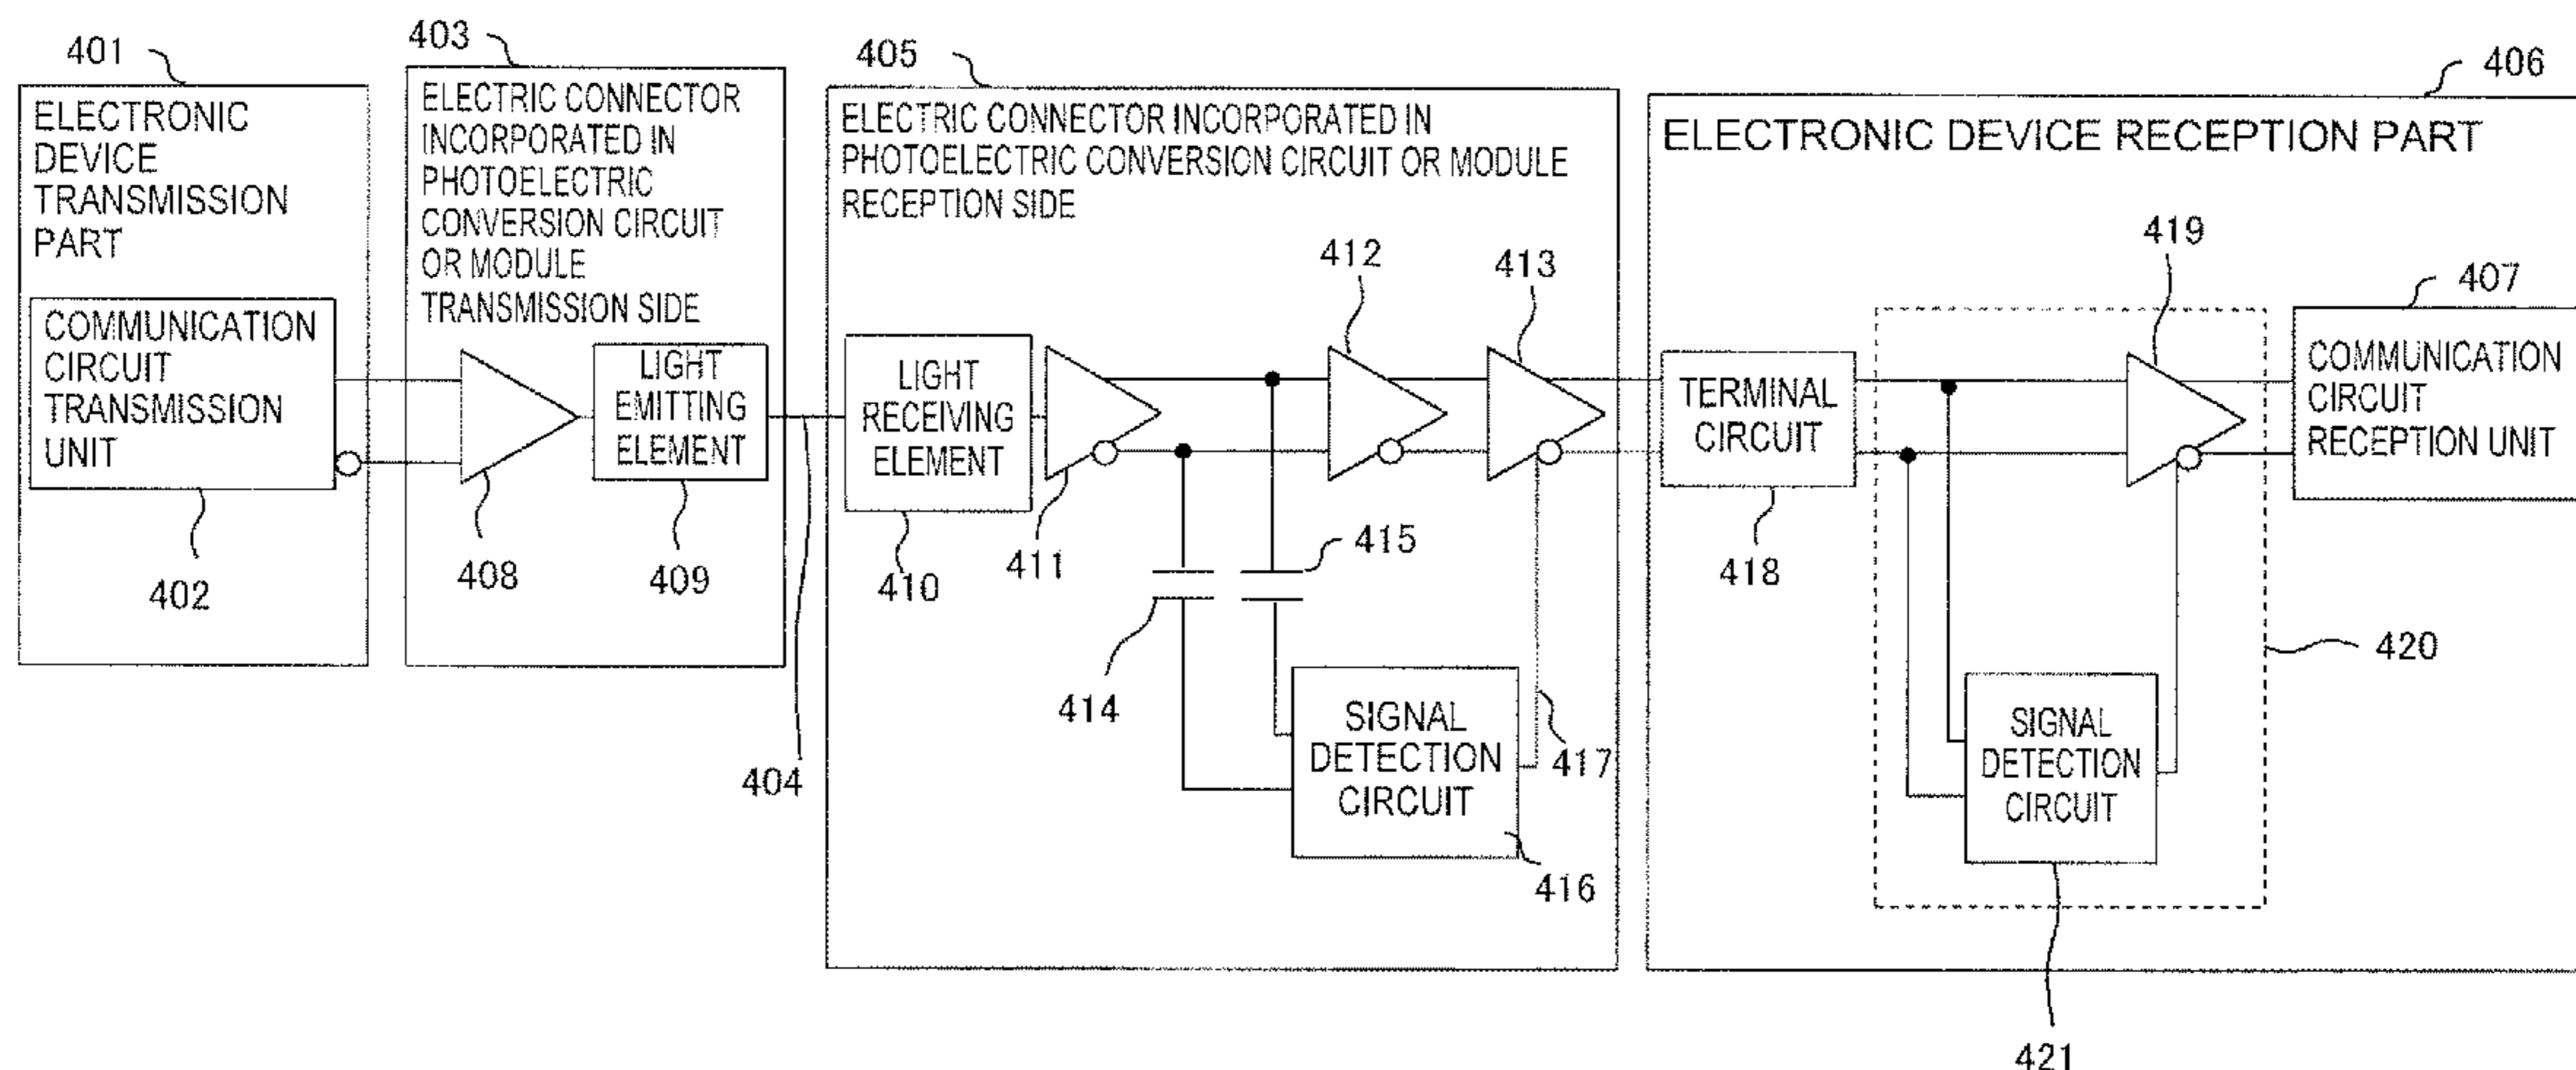 401
ELECTRONIC
DEVICE
TRANSMISSION
PART
COMMUNICATION
CIRCUIT
TRANSMISSION
UNIT
402
403
ELECTRIC CONNECTOR
INCORPORATED IN
PHOTOELECTRIC
CONVERSION CIRCUIT
OR MODULE
TRANSMISSION SIDE
LIGHT
EMITTING
ELEMENT
408
409
404
405
ELECTRIC CONNECTOR INCORPORATED IN
PHOTOELECTRIC CONVERSION CIRCUIT OR MODULE
RECEPTION SIDE
412
413
LIGHT
RECEIVING
ELEMENT
410
411
415
414
SIGNAL
DETECTION
CIRCUIT
417
416
406
ELECTRONIC DEVICE RECEPTION PART
419
407
TERMINAL
CIRCUIT
418
COMMUNICATION
CIRCUIT
RECEPTION UNIT
420
SIGNAL
DETECTION
CIRCUIT
421